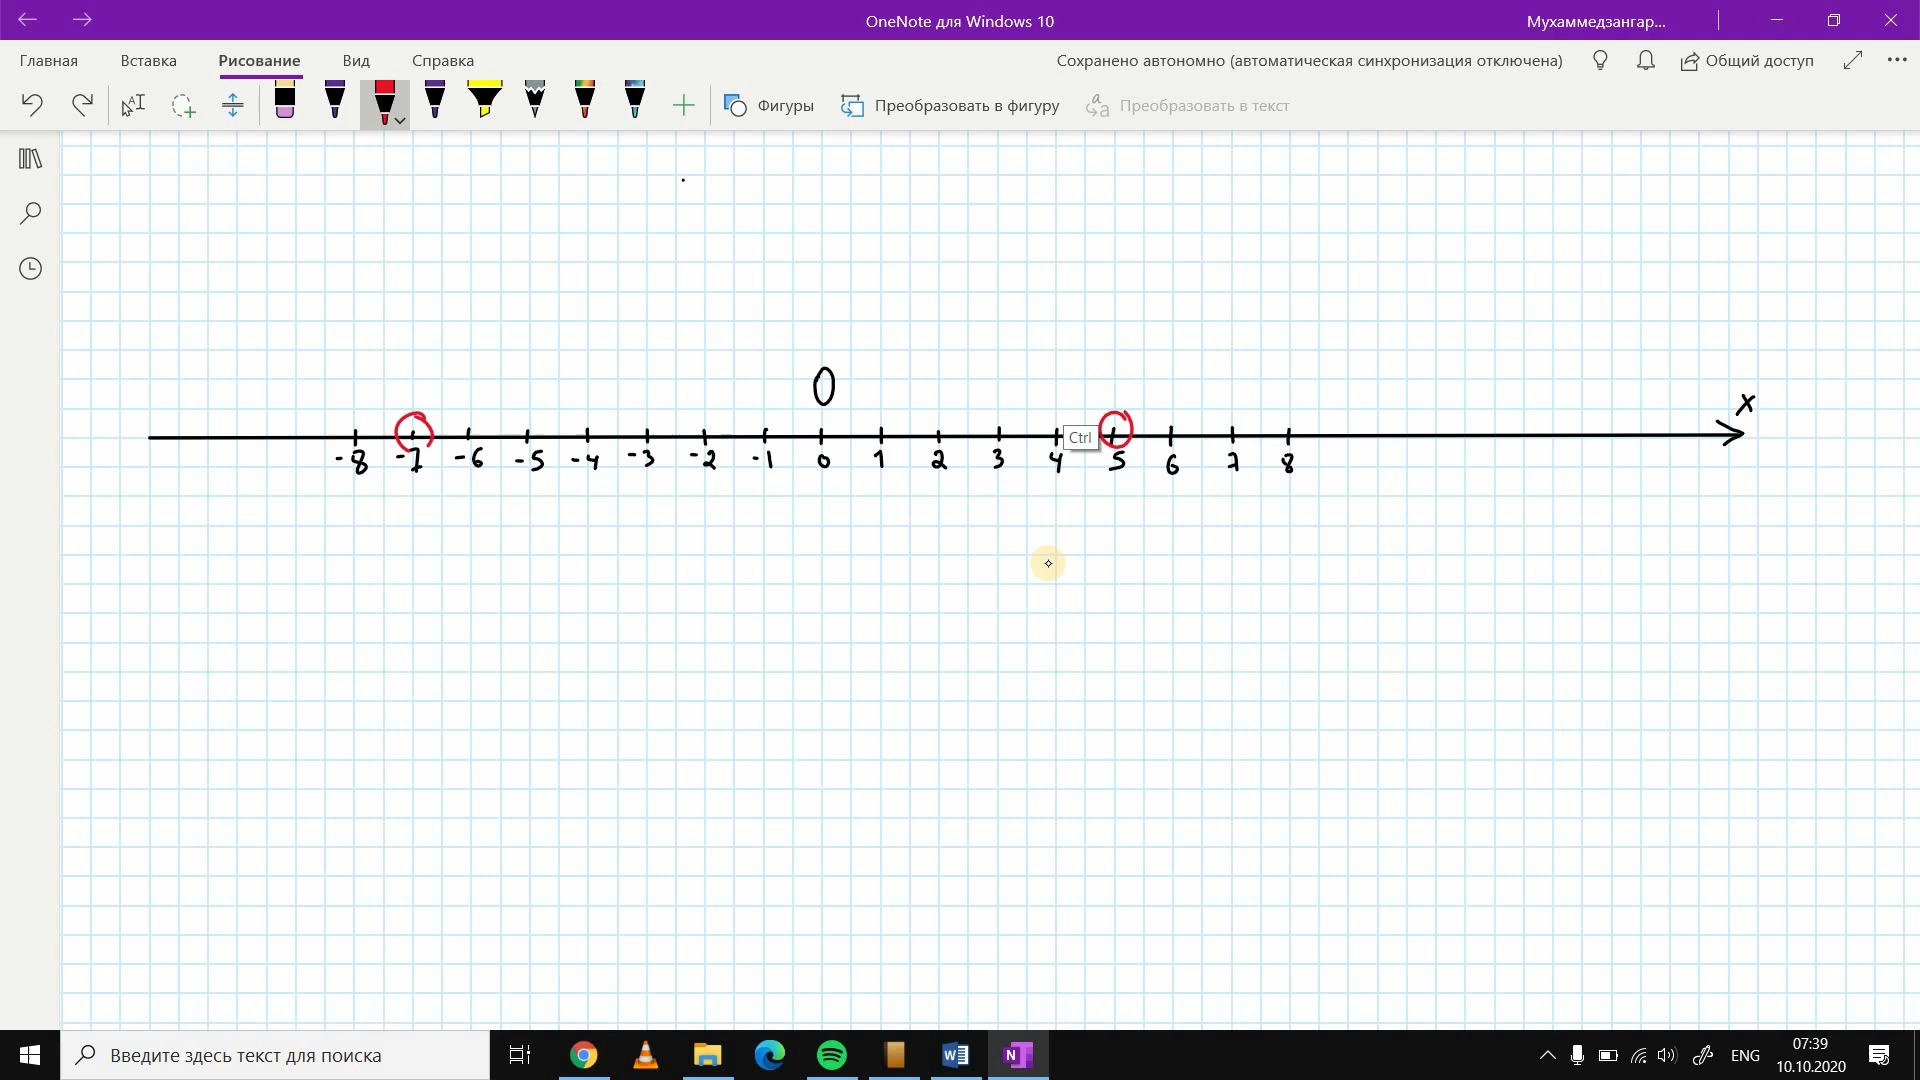 OneNote для Windows 10
Мухаммедзангар...
Главная Вставка Рисование Вид Справка
Сохранено автономно (автоматическая синхронизация отключена)
Общий доступ
Фигуры Преобразовать в фигуру Преобразовать в текст
0
x
Ctrl
-8 -7 -6 -5 -4 -3 -2 -1 0 1 2 3 4 5 6 7 8
Введите здесь текст для поиска
ENG
07:39
10.10.2020